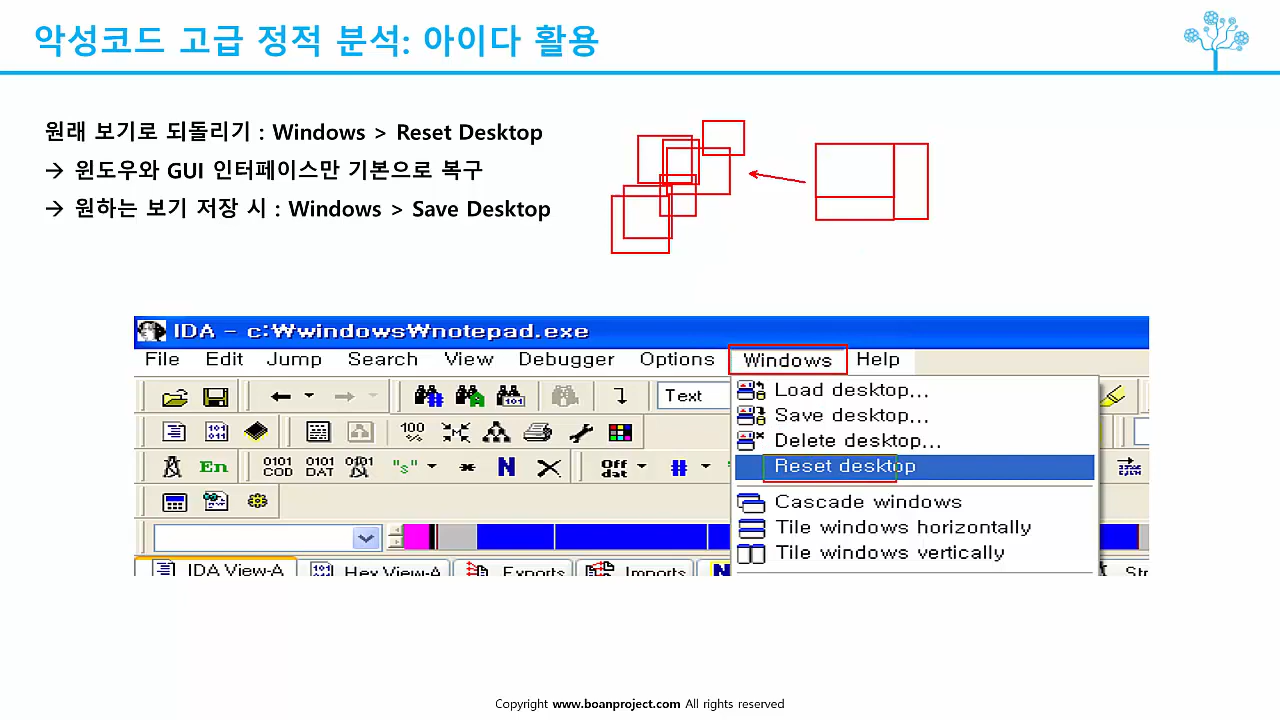 악성코드 고급 정적 분석: 아이다 활용
원래 보기로 되돌리기 : Windows > Reset Desktop
→ 윈도우와 GUI 인터페이스만 기본으로 복구
→ 원하는 보기 저장 시 : Windows > Save Desktop
IDA - c:₩windows₩notepad.exe
File Edit Jump Search View Debugger Options Windows Help
Text
Load desktop...
Save desktop...
Delete desktop...
Reset desktop
Cascade windows
Tile windows horizontally
Tile windows vertically
100 %
En 0101 COD 0101 DAT "s" N Off dat #
IDA View-A Hex View-A Exports Imports N Str
Copyright www.boanproject.com All rights reserved